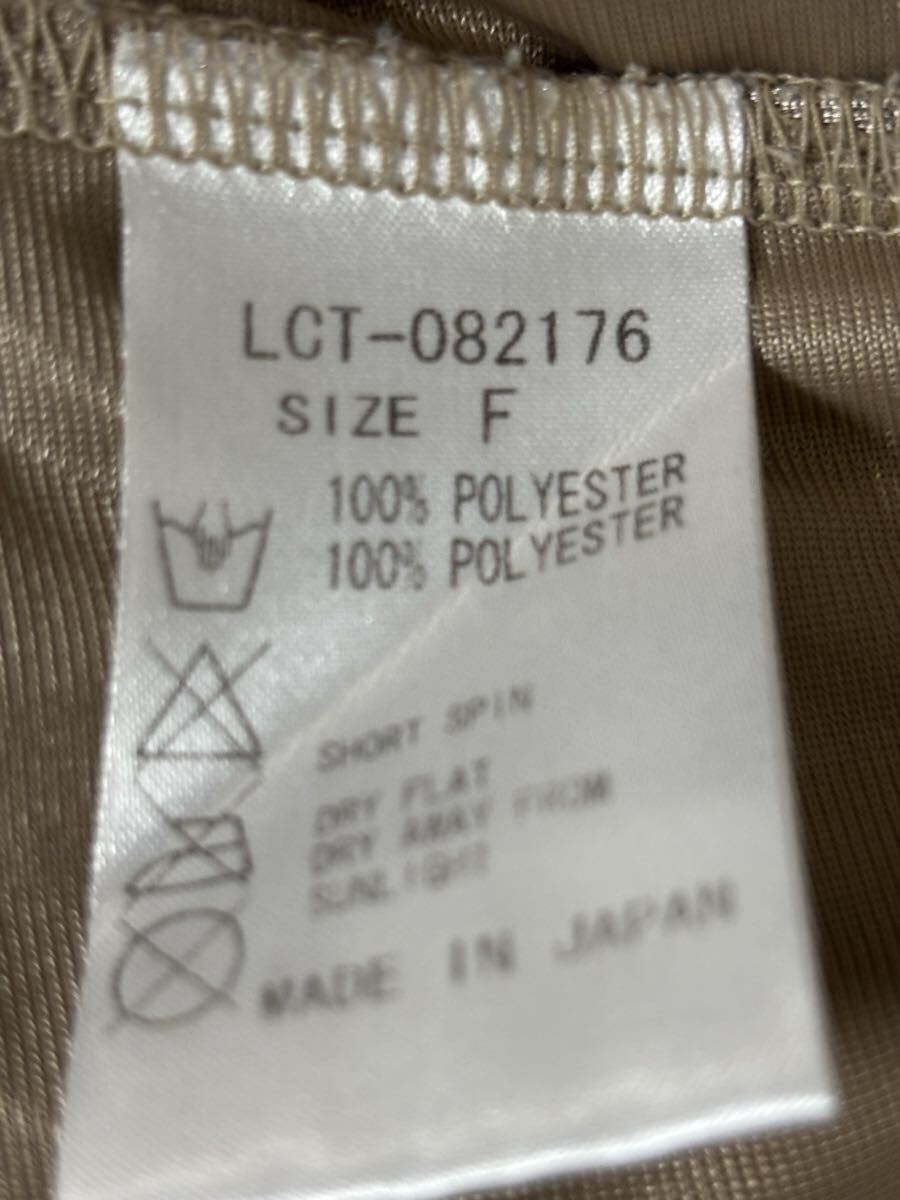 LCT-082176
SIZE F
100% POLYESTER
100% POLYESTER
SHORT SPIN
DRY FLAT
DRY AWAY FROM
SUNLIGHT
MADE IN JAPAN